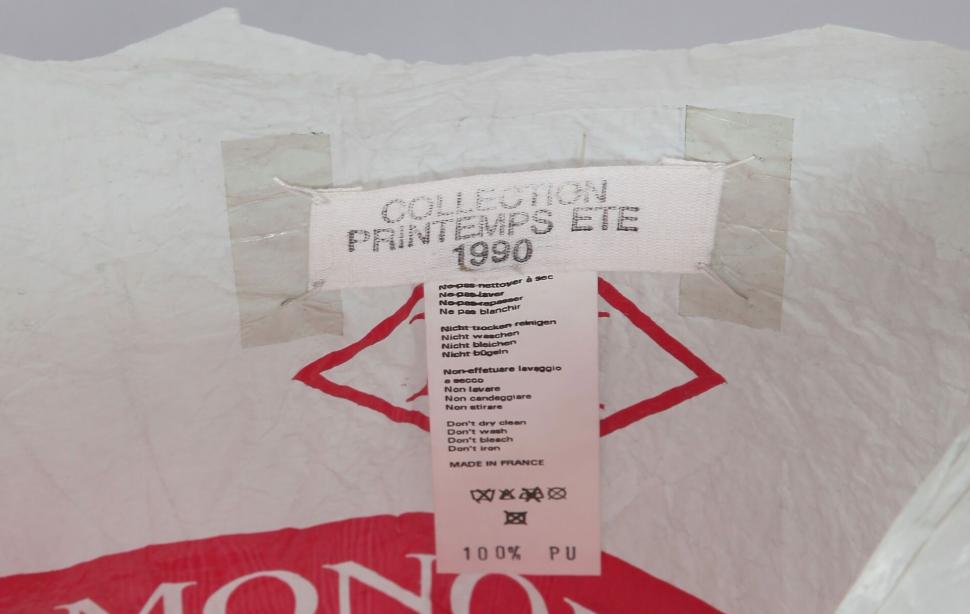 COLLECTION
PRINTEMPS ETE
1990
Ne pas nettoyer à sec
Ne pas laver
Ne pas repasser
Ne pas blanchir
Nicht trocken reinigen
Nicht waschen
Nicht bleichen
Nicht bügeln
Non effetuare lavaggio
a secco
Non lavare
Non candeggiare
Non stirare
Don't dry clean
Don't wash
Don't bleach
Don't iron
MADE IN FRANCE
100% PU
MONO